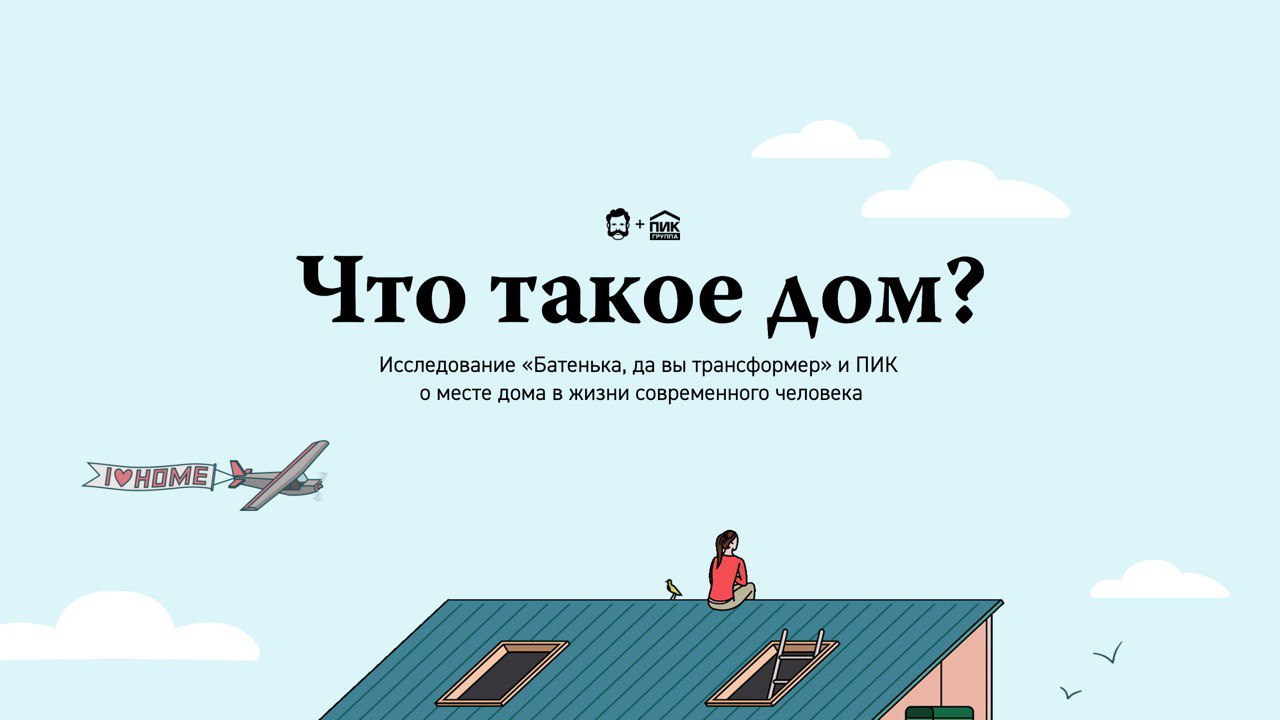 + ПИК
ГРУППА
Что такое дом?
Исследование «Батенька, да вы трансформер» и ПИК
о месте дома в жизни современного человека
I♥HOME